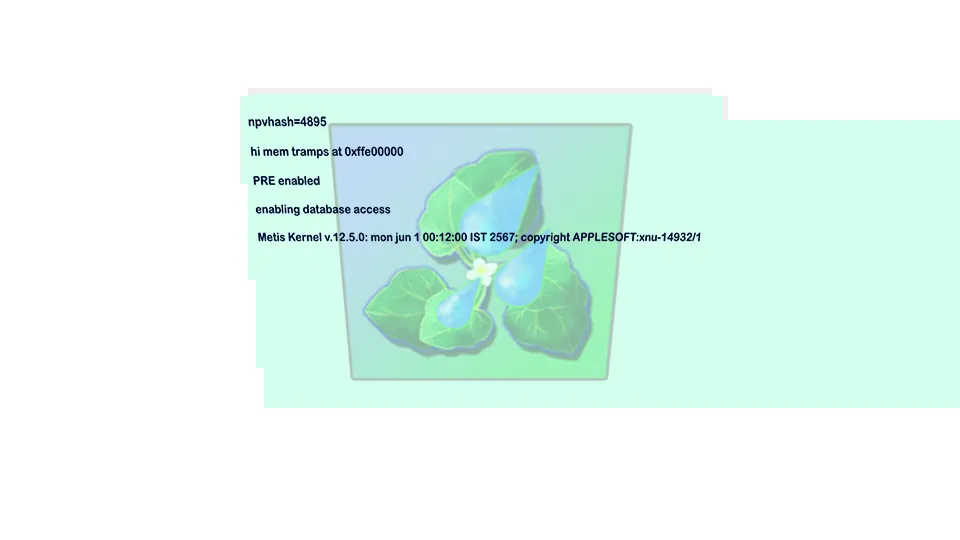 npvhash=4895
hi mem tramps at 0xffe00000
PRE enabled
enabling database access
Metis Kernel v.12.5.0: mon jun 1 00:12:00 IST 2567; copyright APPLESOFT:xnu-14932/1